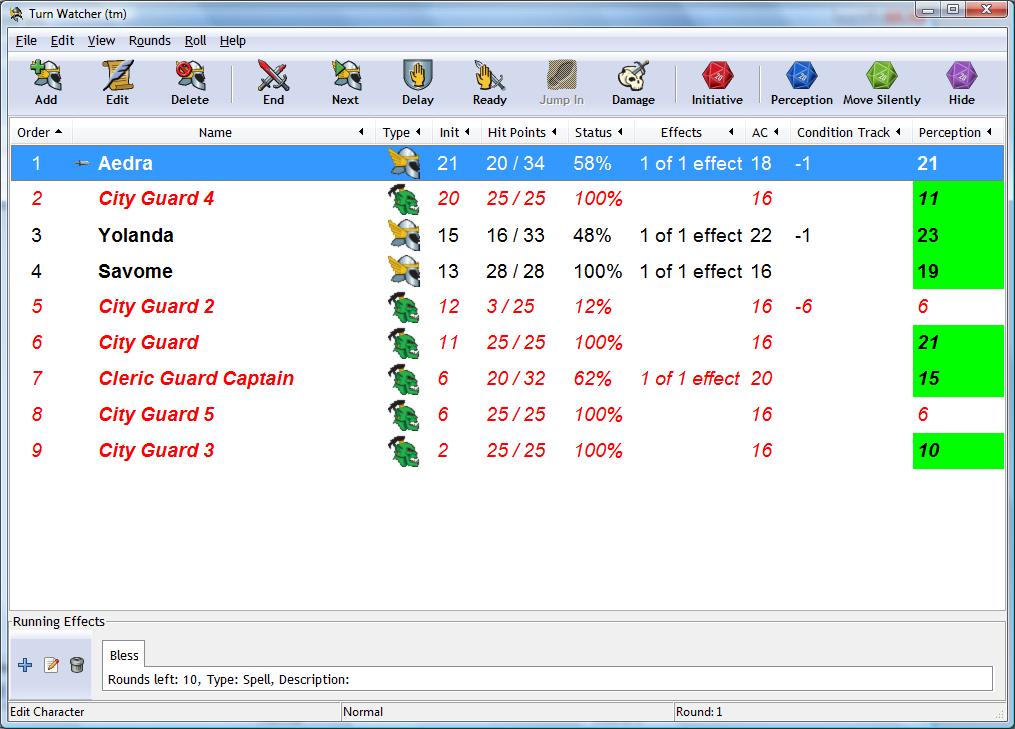 Turn Watcher (tm)
File Edit View Rounds Roll Help
Add Edit Delete End Next Delay Ready Jump In Damage Initiative Perception Move Silently Hide
Order Name Type Init Hit Points Status Effects AC Condition Track Perception
1 Aedra 21 20 / 34 58% 1 of 1 effect 18 -1 21
2 City Guard 4 20 25 / 25 100% 16 11
3 Yolanda 15 16 / 33 48% 1 of 1 effect 22 -1 23
4 Savome 13 28 / 28 100% 1 of 1 effect 16 19
5 City Guard 2 12 3 / 25 12% 16 -6 6
6 City Guard 11 25 / 25 100% 16 21
7 Cleric Guard Captain 6 20 / 32 62% 1 of 1 effect 20 15
8 City Guard 5 6 25 / 25 100% 16 6
9 City Guard 3 2 25 / 25 100% 16 10
Running Effects
Bless
Rounds left: 10, Type: Spell, Description:
Edit Character Normal Round: 1